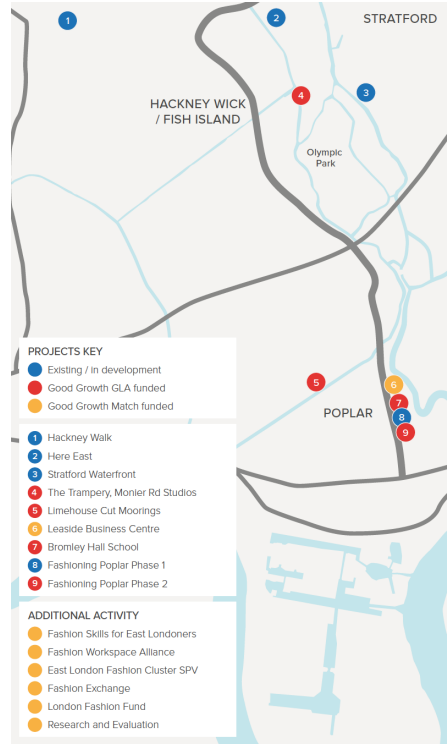 1
2
STRATFORD
3
4
HACKNEY WICK
/ FISH ISLAND
Olympic
Park
PROJECTS KEY
Existing / in development
Good Growth GLA funded
Good Growth Match funded
5
6
7
POPLAR
8
9
1 Hackney Walk
2 Here East
3 Stratford Waterfront
4 The Trampery, Monier Rd Studios
5 Limehouse Cut Moorings
6 Leaside Business Centre
7 Bromley Hall School
8 Fashioning Poplar Phase 1
9 Fashioning Poplar Phase 2
ADDITIONAL ACTIVITY
Fashion Skills for East Londoners
Fashion Workspace Alliance
East London Fashion Cluster SPV
Fashion Exchange
London Fashion Fund
Research and Evaluation